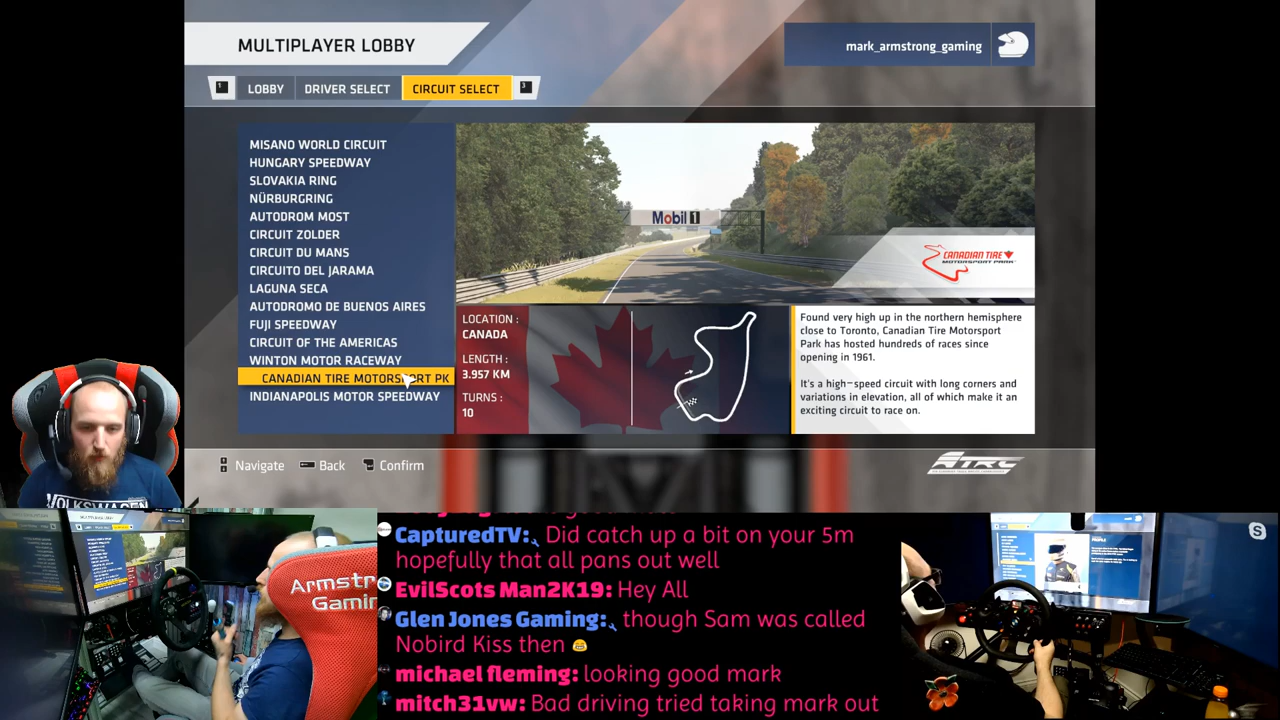 MULTIPLAYER LOBBY
mark_armstrong_gaming
1
LOBBY
DRIVER SELECT
CIRCUIT SELECT
3
MISANO WORLD CIRCUIT
HUNGARY SPEEDWAY
SLOVAKIA RING
NÜRBURGRING
AUTODROM MOST
CIRCUIT ZOLDER
CIRCUIT DU MANS
CIRCUITO DEL JARAMA
LAGUNA SECA
AUTODROMO DE BUENOS AIRES
FUJI SPEEDWAY
CIRCUIT OF THE AMERICAS
WINTON MOTOR RACEWAY
CANADIAN TIRE MOTORSPORT PK
INDIANAPOLIS MOTOR SPEEDWAY
Mobil 1
CANADIAN TIRE
MOTORSPORT PARK
LOCATION :
CANADA
LENGTH :
3.957 KM
TURNS :
10
Found very high up in the northern hemisphere
close to Toronto, Canadian Tire Motorsport
Park has hosted hundreds of races since
opening in 1961.
It's a high-speed circuit with long corners and
variations in elevation, all of which make it an
exciting circuit to race on.
Navigate
Back
Confirm
VOLKSWAGEN
Armstr
Gamin
CapturedTV: Did catch up a bit on your 5m
hopefully that all pans out well
EvilScots Man2K19: Hey All
Glen Jones Gaming: though Sam was called
Nobird Kiss then
michael fleming: looking good mark
mitch31vw: Bad driving tried taking mark out